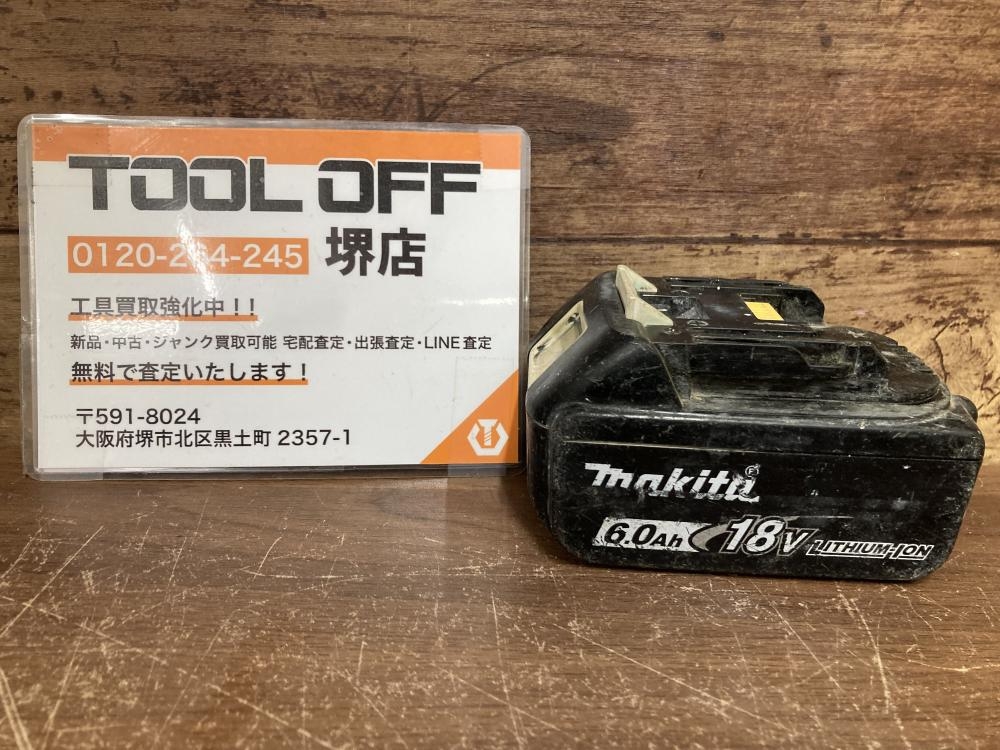 TOOL OFF
0120-264-245 堺店
工具買取強化中！！
新品・中古・ジャンク買取可能 宅配査定・出張査定・LINE査定
無料で査定いたします！
〒591-8024
大阪府堺市北区黒土町 2357-1
makita
6.0Ah 18V LITHIUM-ION